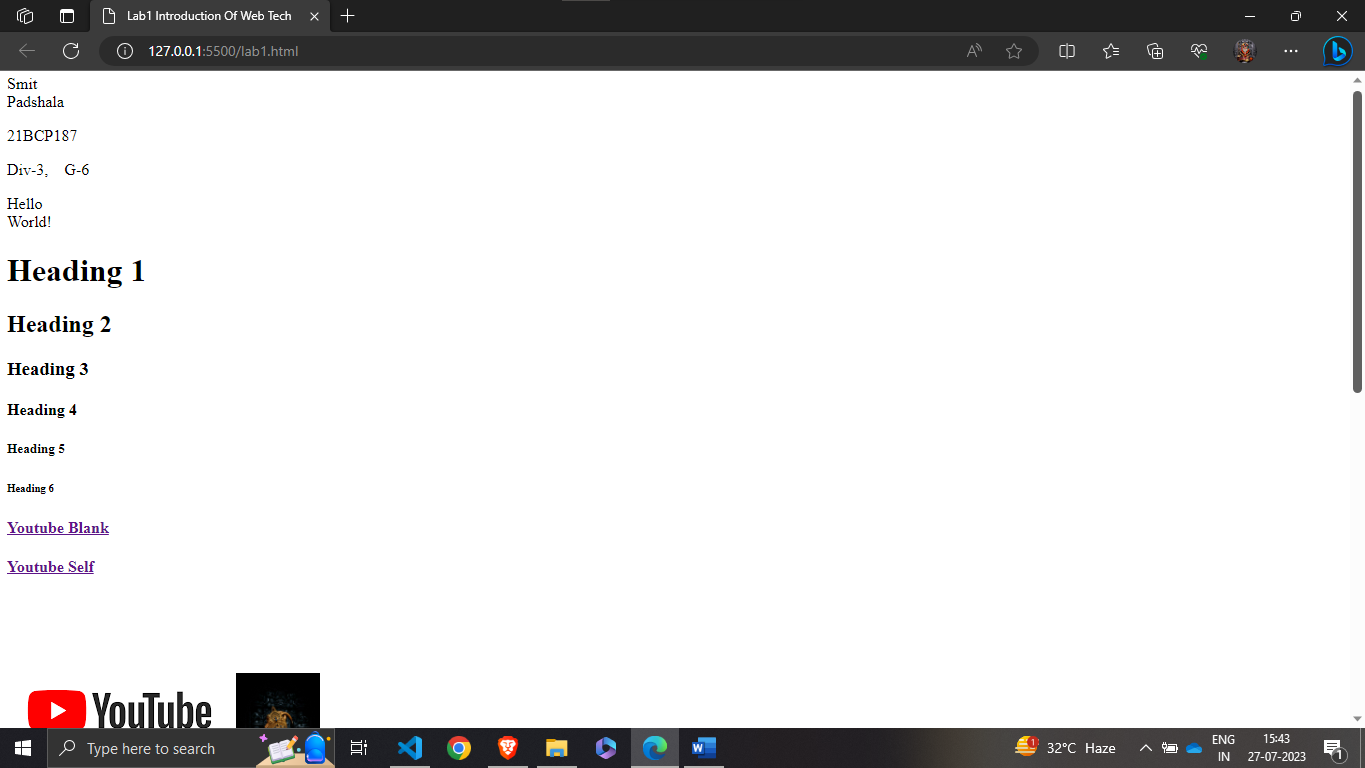 Lab1 Introduction Of Web Tech
127.0.0.1:5500/lab1.html
Smit
Padshala
21BCP187
Div-3, G-6
Hello
World!
Heading 1
Heading 2
Heading 3
Heading 4
Heading 5
Heading 6
Youtube Blank
Youtube Self
YouTube
Type here to search
1
32°C Haze
ENG
IN
15:43
27-07-2023
1